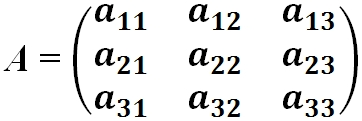 a₁₁ a₁₂ a₁₃
A = ( a₂₁ a₂₂ a₂₃ )
a₃₁ a₃₂ a₃₃